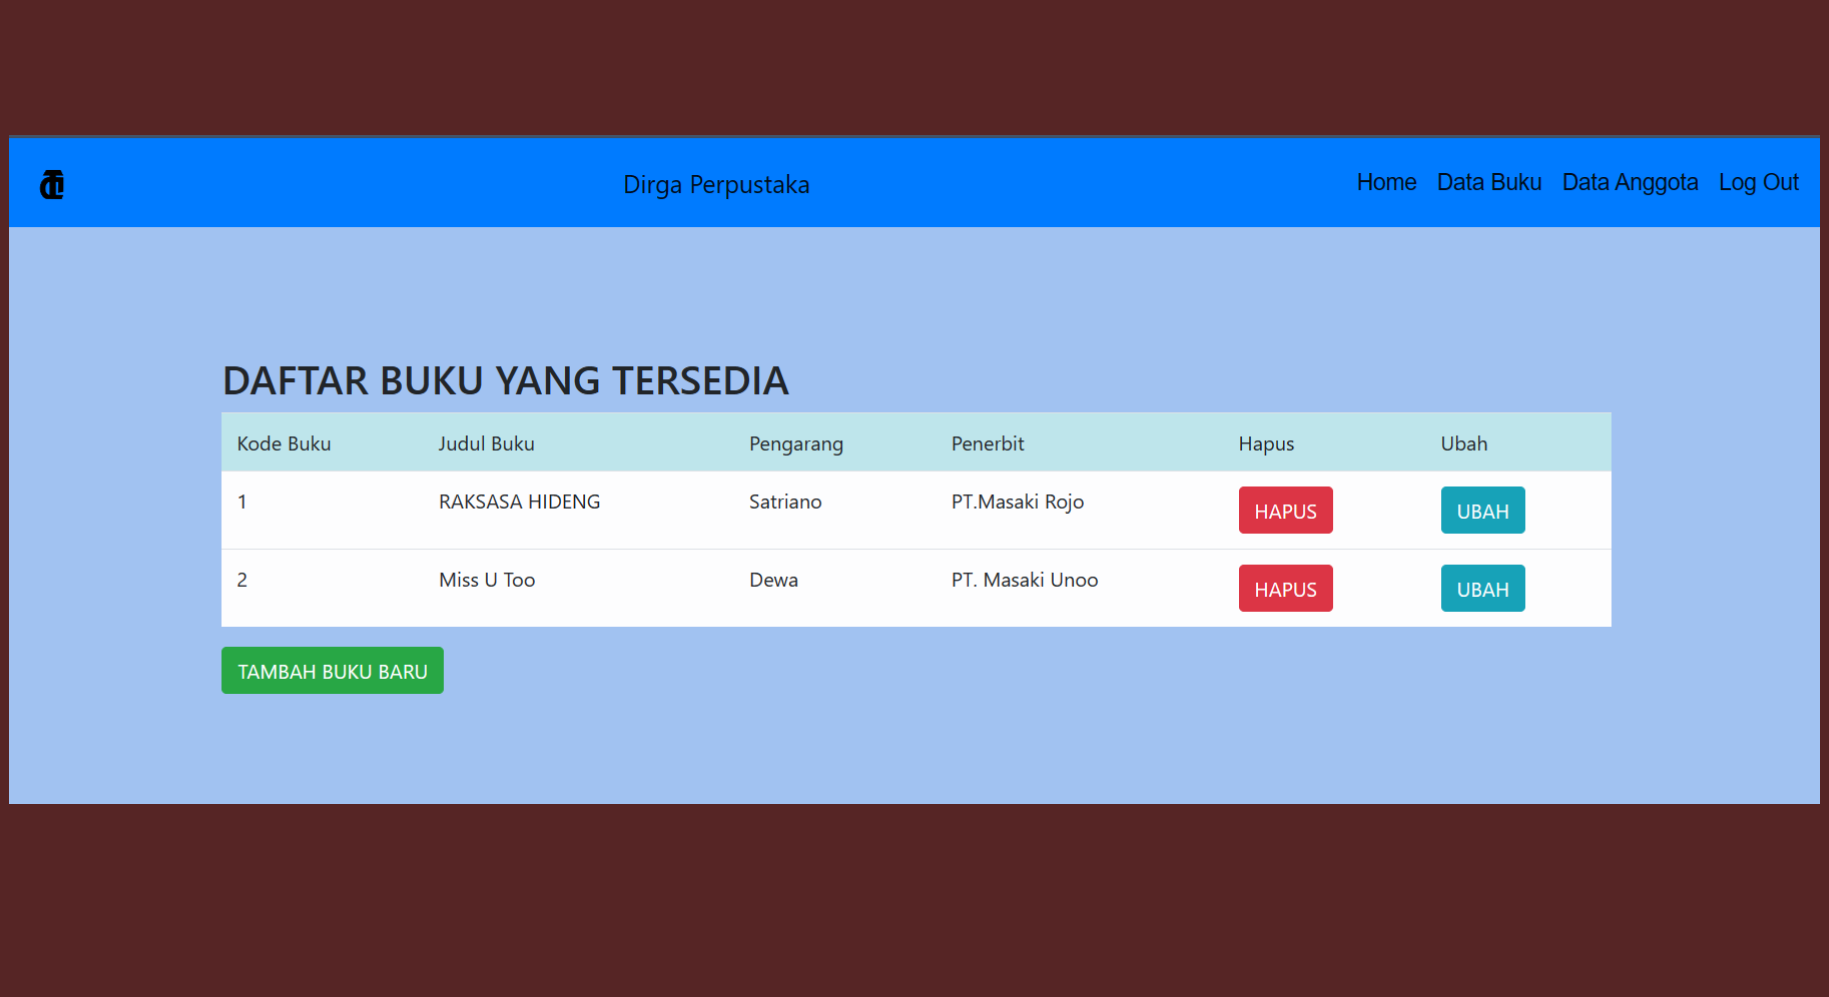 Dirga Perpustaka Home Data Buku Data Anggota Log Out
DAFTAR BUKU YANG TERSEDIA
Kode Buku Judul Buku Pengarang Penerbit Hapus Ubah
1 RAKSASA HIDENG Satriano PT.Masaki Rojo HAPUS UBAH
2 Miss U Too Dewa PT. Masaki Unoo HAPUS UBAH
TAMBAH BUKU BARU